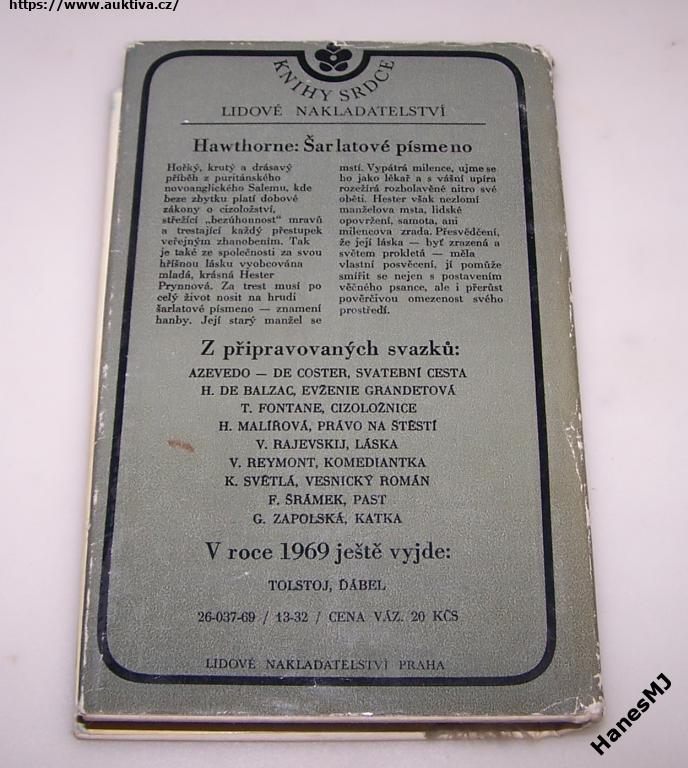 https://www.auktiva.cz/
KNIHY SRDCE
LIDOVÉ NAKLADATELSTVÍ
Hawthorne: Šarlatové písmeno
Hořký, krutý a drásavý
příběh z puritánského
novoanglického Salemu, kde
beze zbytku platí dobové
zákony o cizoložství,
střežící „bezúhonnost" mravů
a trestající každý přestupek
veřejným zhanobením. Tak
je také ze společnosti za svou
hříšnou lásku vyobcována
mladá, krásná Hester
Prynnová. Za trest musí po
celý život nosit na hrudi
šarlatové písmeno — znamení
hanby. Její starý manžel se
mstí. Vypátrá milence, ujme se
ho jako lékař a s vášní upíra
rozežírá rozbolavěné nitro své
oběti. Hester však nezlomí
manželova msta, lidské
opovržení, samota, ani
milencova zrada. Přesvědčení,
že její láska — byť zrazená a
světem prokletá — měla
vlastní posvěcení, jí pomůže
smířit se nejen s postavením
věčného psance, ale i přerůst
pověrčivou omezenost svého
prostředí.
Z připravovaných svazků:
AZEVEDO — DE COSTER, SVATEBNÍ CESTA
H. DE BALZAC, EVŽENIE GRANDETOVÁ
T. FONTANE, CIZOLOŽNICE
H. MALÍŘOVÁ, PRÁVO NA ŠTĚSTÍ
V. RAJEVSKIJ, LÁSKA
V. REYMONT, KOMEDIANTKA
K. SVĚTLÁ, VESNICKÝ ROMÁN
F. ŠRÁMEK, PAST
G. ZAPOLSKÁ, KATKA
V roce 1969 ještě vyjde:
TOLSTOJ, ĎÁBEL
26-037-69 / 13-32 / CENA VÁZ. 20 KČS
LIDOVÉ NAKLADATELSTVÍ PRAHA
HanesMJ